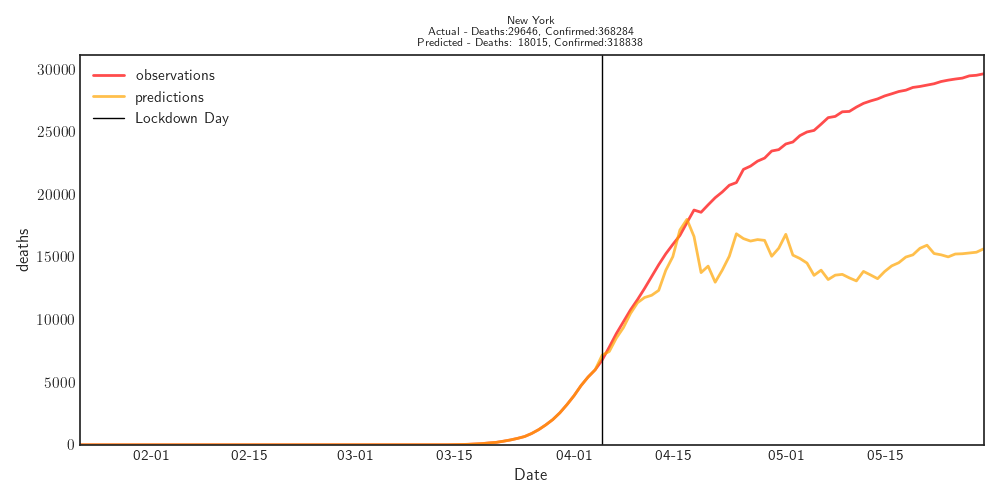 New York
Actual - Deaths:29646, Confirmed:368284
Predicted - Deaths: 18015, Confirmed:318838
observations
predictions
Lockdown Day
30000
25000
20000
15000
10000
5000
0
deaths
02-01 02-15 03-01 03-15 04-01 04-15 05-01 05-15
Date